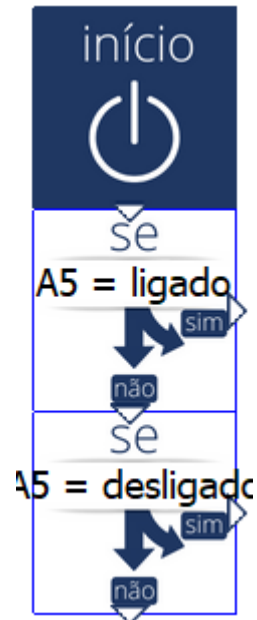 início
se
A5 = ligado
sim
não
se
A5 = desligado
sim
não